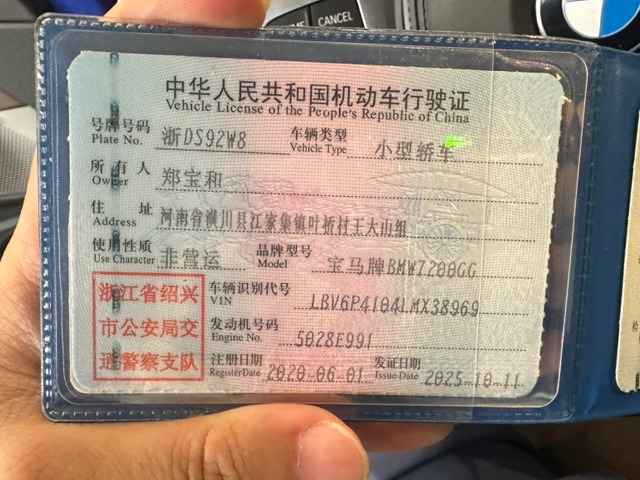 CANCEL
中华人民共和国机动车行驶证
Vehicle License of the People's Republic of China
号牌号码 浙DS92W8 车辆类型 小型轿车
Plate No. Vehicle Type
所有人 郑宝和
Owner
住址 河南省潢川县江家集镇叶桥村王大山组
Address
使用性质 非营运 品牌型号 宝马牌BMW7200GG
Use Character Model
浙江省绍兴
市公安局交
通警察支队
车辆识别代号 LBV6P4104LMX38969
VIN
发动机号码 5028E991
Engine No.
注册日期 2020-06-01 发证日期 2025-10-11
Register Date Issue Date